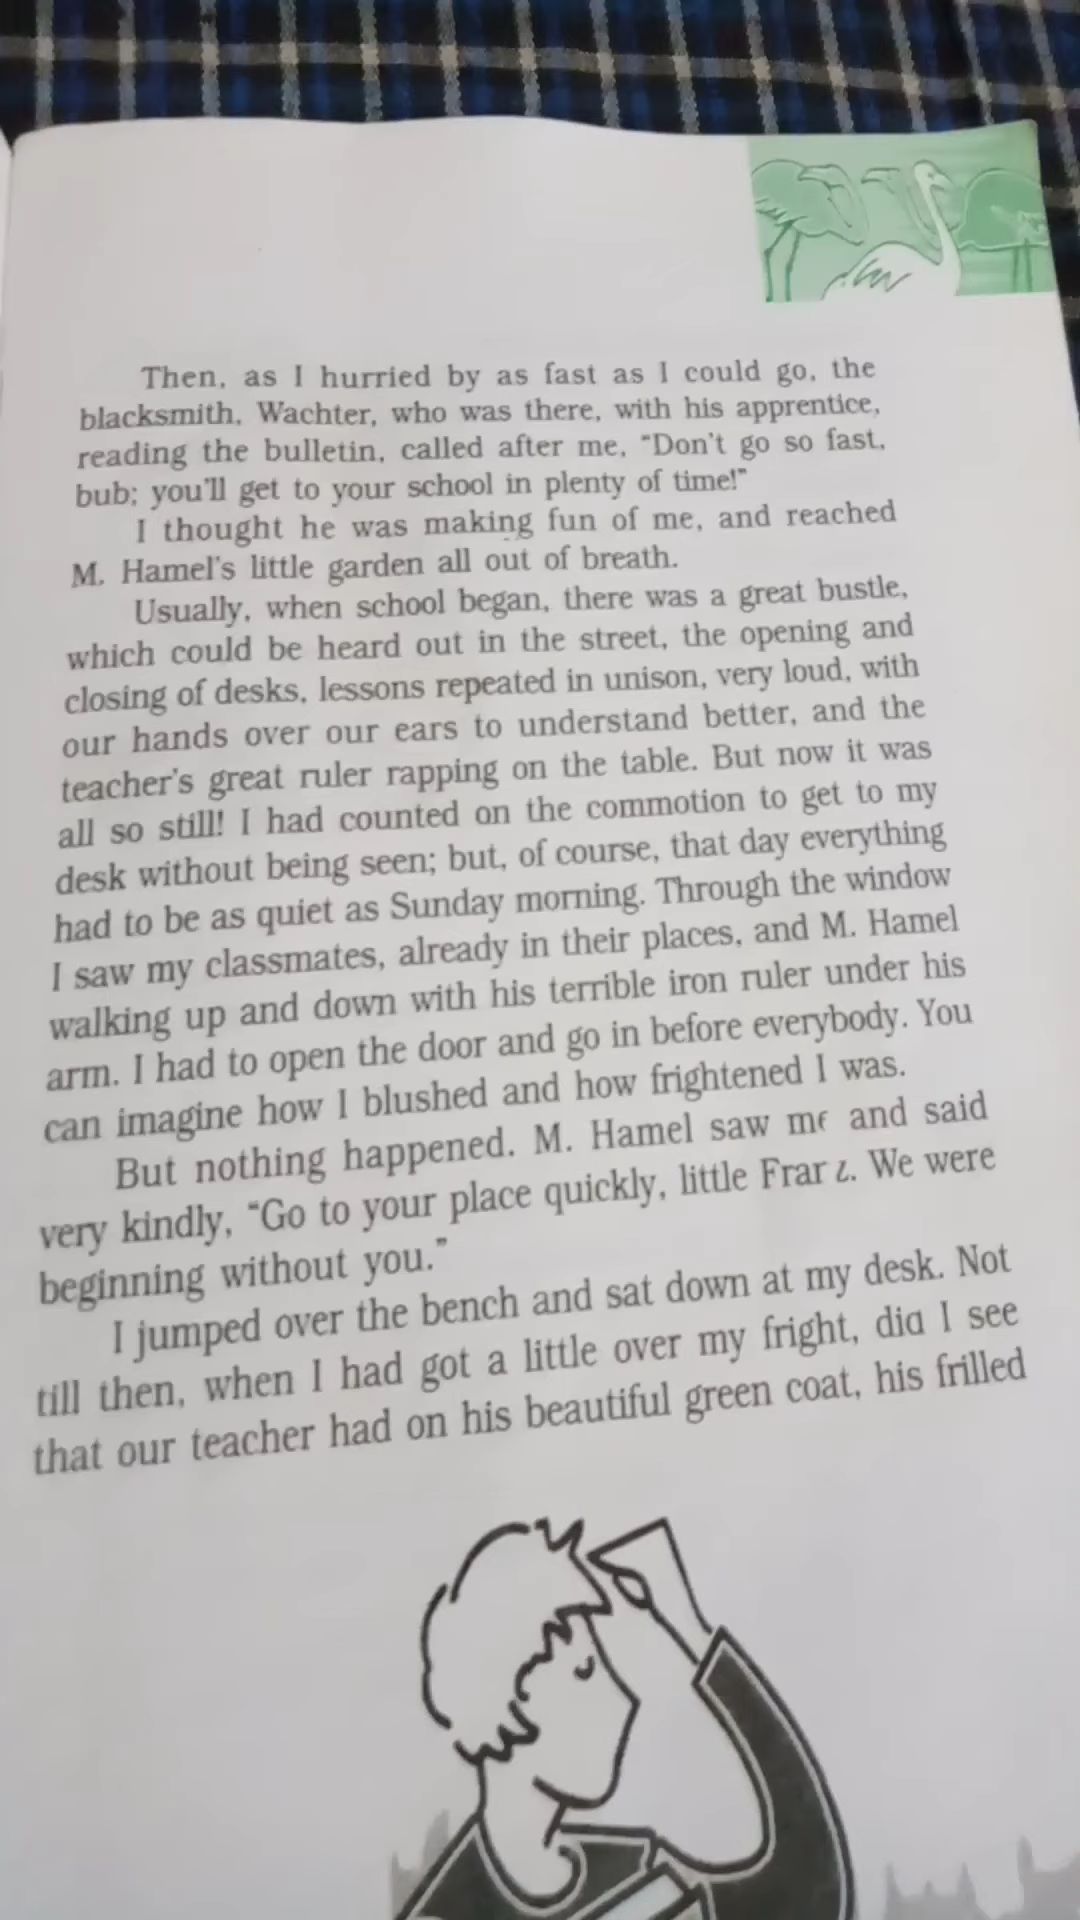 Then, as I hurried by as fast as I could go, the
blacksmith, Wachter, who was there, with his apprentice,
reading the bulletin, called after me, "Don't go so fast,
bub; you'll get to your school in plenty of time!"
I thought he was making fun of me, and reached
M. Hamel's little garden all out of breath.
Usually, when school began, there was a great bustle,
which could be heard out in the street, the opening and
closing of desks, lessons repeated in unison, very loud, with
our hands over our ears to understand better, and the
teacher's great ruler rapping on the table. But now it was
all so still! I had counted on the commotion to get to my
desk without being seen; but, of course, that day everything
had to be as quiet as Sunday morning. Through the window
I saw my classmates, already in their places, and M. Hamel
walking up and down with his terrible iron ruler under his
arm. I had to open the door and go in before everybody. You
can imagine how I blushed and how frightened I was.
But nothing happened. M. Hamel saw me and said
very kindly, "Go to your place quickly, little Franz. We were
beginning without you."
I jumped over the bench and sat down at my desk. Not
till then, when I had got a little over my fright, did I see
that our teacher had on his beautiful green coat, his frilled